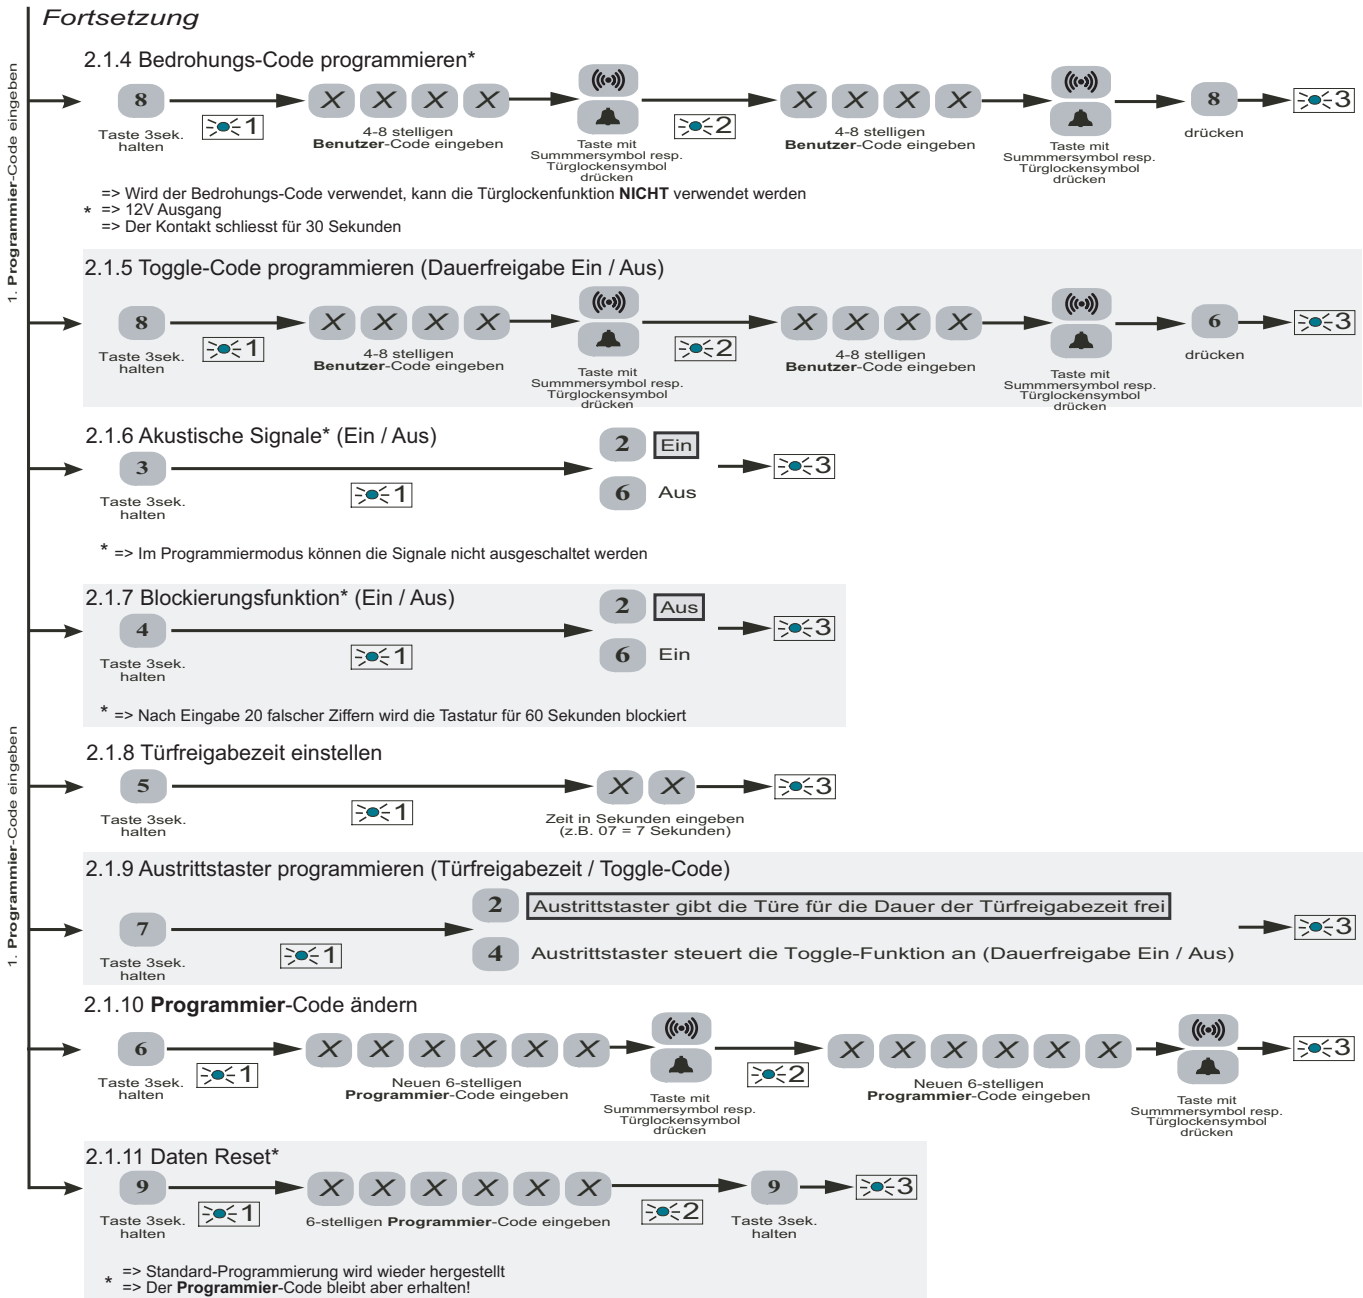 Fortsetzung
1. Programmier-Code eingeben
2.1.4 Bedrohungs-Code programmieren*
8 X X X X X X X X 8
1 2 3
Taste 3sek.
halten
4-8 stelligen
Benutzer-Code eingeben
Taste mit
Summmersymbol resp.
Türglockensymbol
drücken
4-8 stelligen
Benutzer-Code eingeben
Taste mit
Summmersymbol resp.
Türglockensymbol
drücken
drücken
=> Wird der Bedrohungs-Code verwendet, kann die Türglockenfunktion NICHT verwendet werden
* => 12V Ausgang
=> Der Kontakt schliesst für 30 Sekunden
2.1.5 Toggle-Code programmieren (Dauerfreigabe Ein / Aus)
8 X X X X X X X X 6
1 2 3
Taste 3sek.
halten
4-8 stelligen
Benutzer-Code eingeben
Taste mit
Summmersymbol resp.
Türglockensymbol
drücken
4-8 stelligen
Benutzer-Code eingeben
Taste mit
Summmersymbol resp.
Türglockensymbol
drücken
drücken
2.1.6 Akustische Signale* (Ein / Aus)
2 Ein
3
1 3
6 Aus
Taste 3sek.
halten
* => Im Programmiermodus können die Signale nicht ausgeschaltet werden
2.1.7 Blockierungsfunktion* (Ein / Aus)
2 Aus
4
1 3
6 Ein
Taste 3sek.
halten
* => Nach Eingabe 20 falscher Ziffern wird die Tastatur für 60 Sekunden blockiert
1. Programmier-Code eingeben
2.1.8 Türfreigabezeit einstellen
5 X X
1 3
Taste 3sek.
halten
Zeit in Sekunden eingeben
(z.B. 07 = 7 Sekunden)
2.1.9 Austrittstaster programmieren (Türfreigabezeit / Toggle-Code)
2 Austrittstaster gibt die Türe für die Dauer der Türfreigabezeit frei
7
1 3
4 Austrittstaster steuert die Toggle-Funktion an (Dauerfreigabe Ein / Aus)
Taste 3sek.
halten
2.1.10 Programmier-Code ändern
6 X X X X X X X X X X X X
1 2 3
Taste 3sek.
halten
Neuen 6-stelligen
Programmier-Code eingeben
Taste mit
Summmersymbol resp.
Türglockensymbol
drücken
Neuen 6-stelligen
Programmier-Code eingeben
Taste mit
Summmersymbol resp.
Türglockensymbol
drücken
2.1.11 Daten Reset*
9 X X X X X X 9
1 2 3
Taste 3sek.
halten
6-stelligen Programmier-Code eingeben
Taste 3sek.
halten
=> Standard-Programmierung wird wieder hergestellt
* => Der Programmier-Code bleibt aber erhalten!